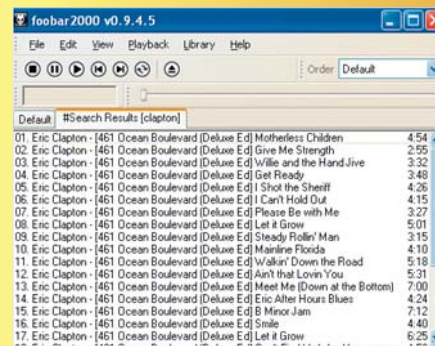 foobar2000 v0.9.4.5
File Edit View Playback Library Help
Order Default
Default #Search Results [clapton]
01. Eric Clapton - [461 Ocean Boulevard (Deluxe Ed] Motherless Children 4:54
02. Eric Clapton - [461 Ocean Boulevard (Deluxe Ed] Give Me Strength 2:55
03. Eric Clapton - [461 Ocean Boulevard (Deluxe Ed] Willie and the Hand Jive 3:32
04. Eric Clapton - [461 Ocean Boulevard (Deluxe Ed] Get Ready 3:48
05. Eric Clapton - [461 Ocean Boulevard (Deluxe Ed] I Shot the Sheriff 4:26
06. Eric Clapton - [461 Ocean Boulevard (Deluxe Ed] I Can't Hold Out 4:15
07. Eric Clapton - [461 Ocean Boulevard (Deluxe Ed] Please Be with Me 3:27
08. Eric Clapton - [461 Ocean Boulevard (Deluxe Ed] Let it Grow 5:01
09. Eric Clapton - [461 Ocean Boulevard (Deluxe Ed] Steady Rollin' Man 3:15
10. Eric Clapton - [461 Ocean Boulevard (Deluxe Ed] Mainline Florida 4:10
11. Eric Clapton - [461 Ocean Boulevard (Deluxe Ed] Walkin' Down the Road 5:18
12. Eric Clapton - [461 Ocean Boulevard (Deluxe Ed] Ain't that Lovin You 5:31
13. Eric Clapton - [461 Ocean Boulevard (Deluxe Ed] Meet Me (Down at the Bottom) 7:00
14. Eric Clapton - [461 Ocean Boulevard (Deluxe Ed] Eric After Hours Blues 4:24
15. Eric Clapton - [461 Ocean Boulevard (Deluxe Ed] B Minor Jam 7:12
16. Eric Clapton - [461 Ocean Boulevard (Deluxe Ed] Smile 4:40
17. Eric Clapton - [461 Ocean Boulevard (Deluxe Ed] Let it Grow 6:25